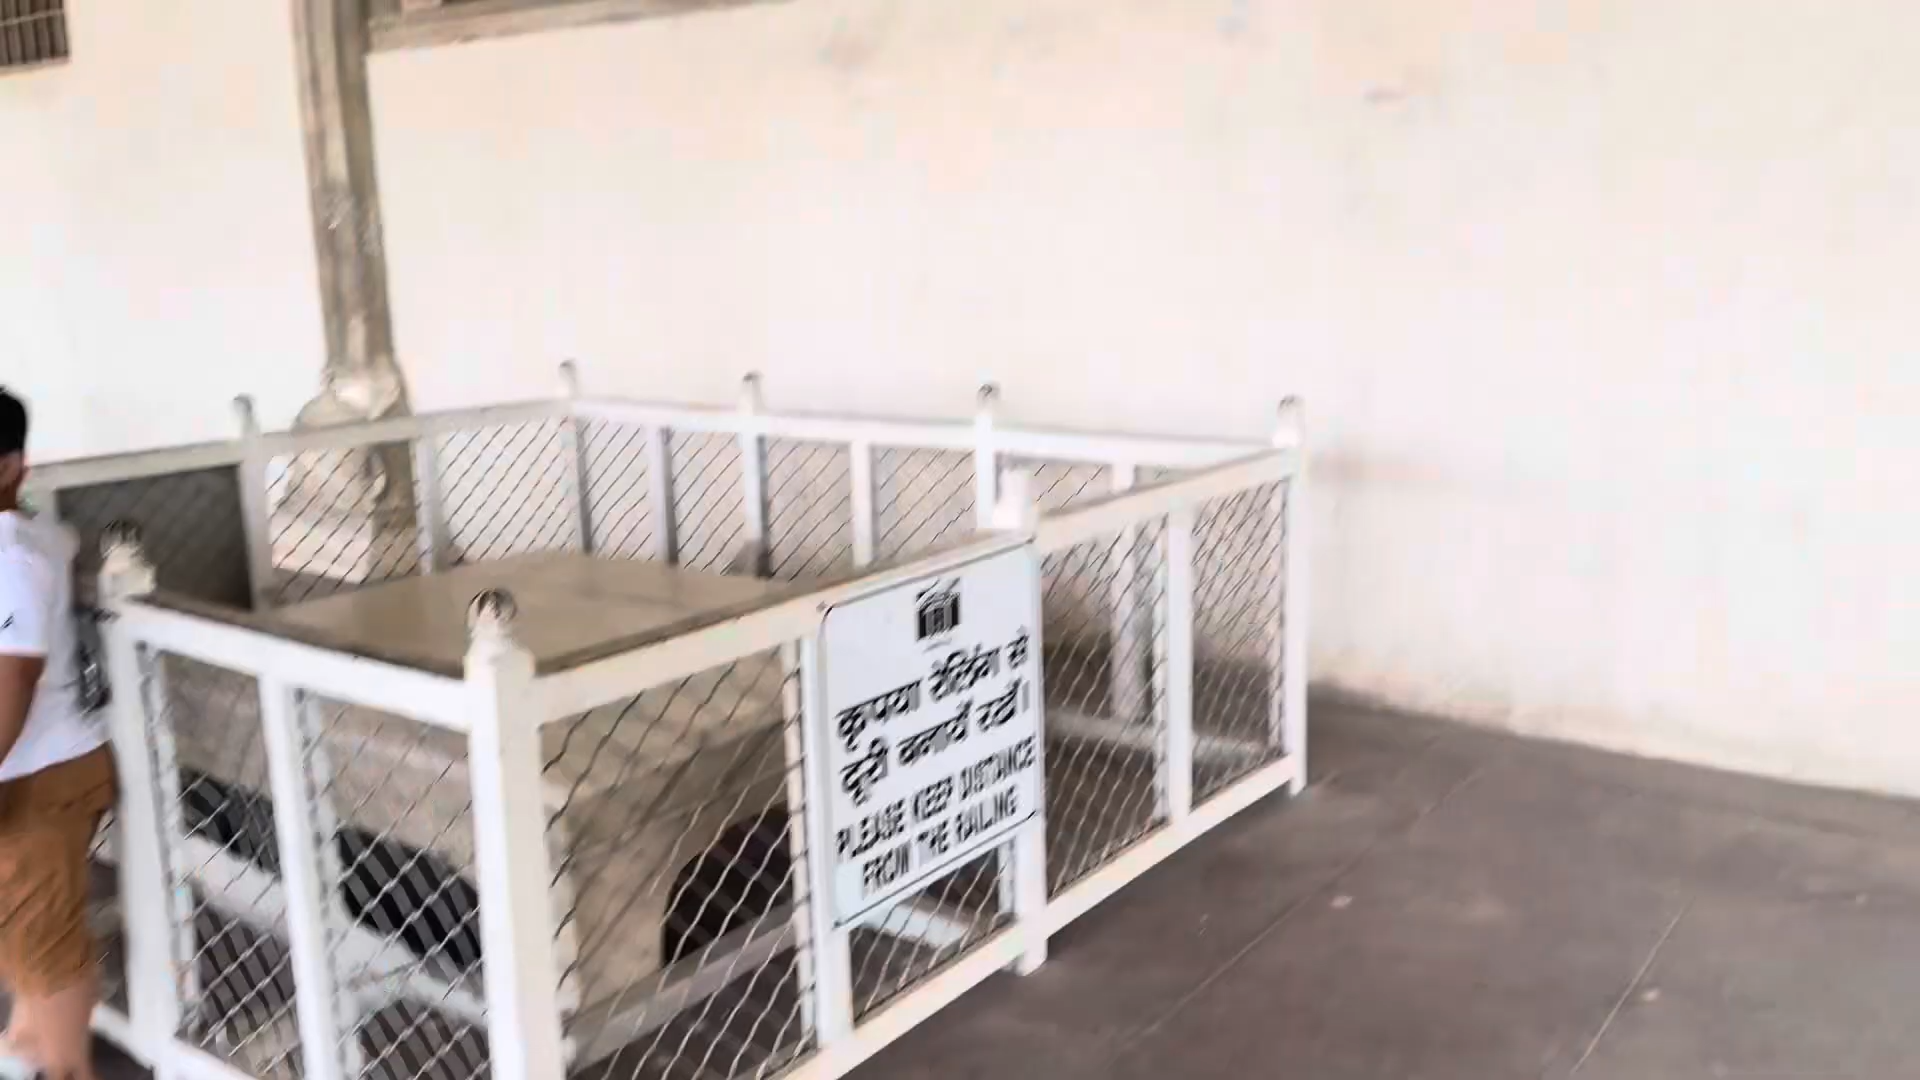 कृपया रेलिंग से
दूरी बनायें रखें।
PLEASE KEEP DISTANCE
FROM THE RAILING